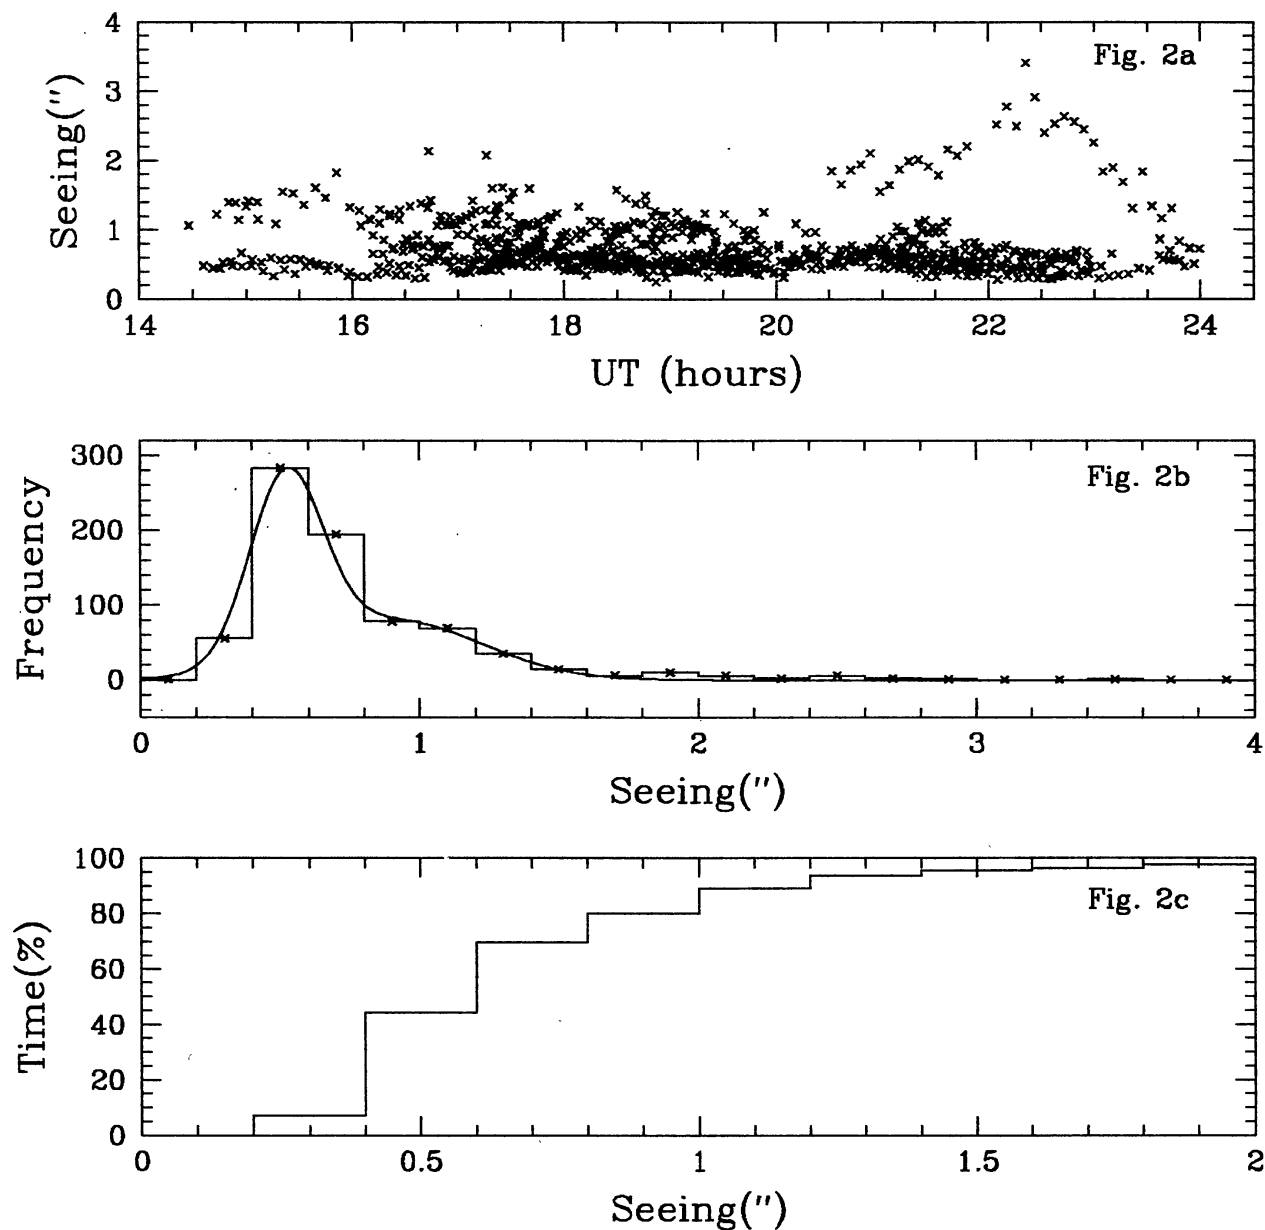 4
Fig. 2a
3
2
1
0
Seeing(″)
14 16 18 20 22 24
UT (hours)
300
Fig. 2b
200
100
0
Frequency
0 1 2 3 4
Seeing(″)
100
Fig. 2c
80
60
40
20
0
Time(%)
0 0.5 1 1.5 2
Seeing(″)